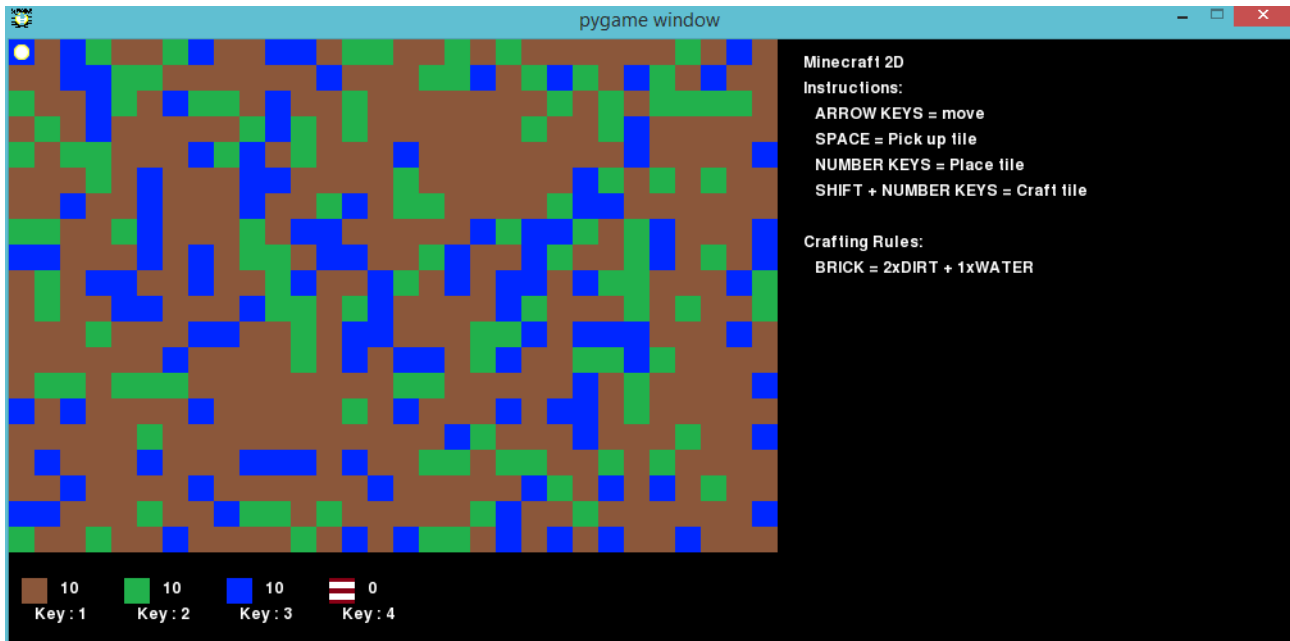 pygame window
Minecraft 2D
Instructions:
ARROW KEYS = move
SPACE = Pick up tile
NUMBER KEYS = Place tile
SHIFT + NUMBER KEYS = Craft tile
Crafting Rules:
BRICK = 2xDIRT + 1xWATER
10 10 10 0
Key : 1 Key : 2 Key : 3 Key : 4